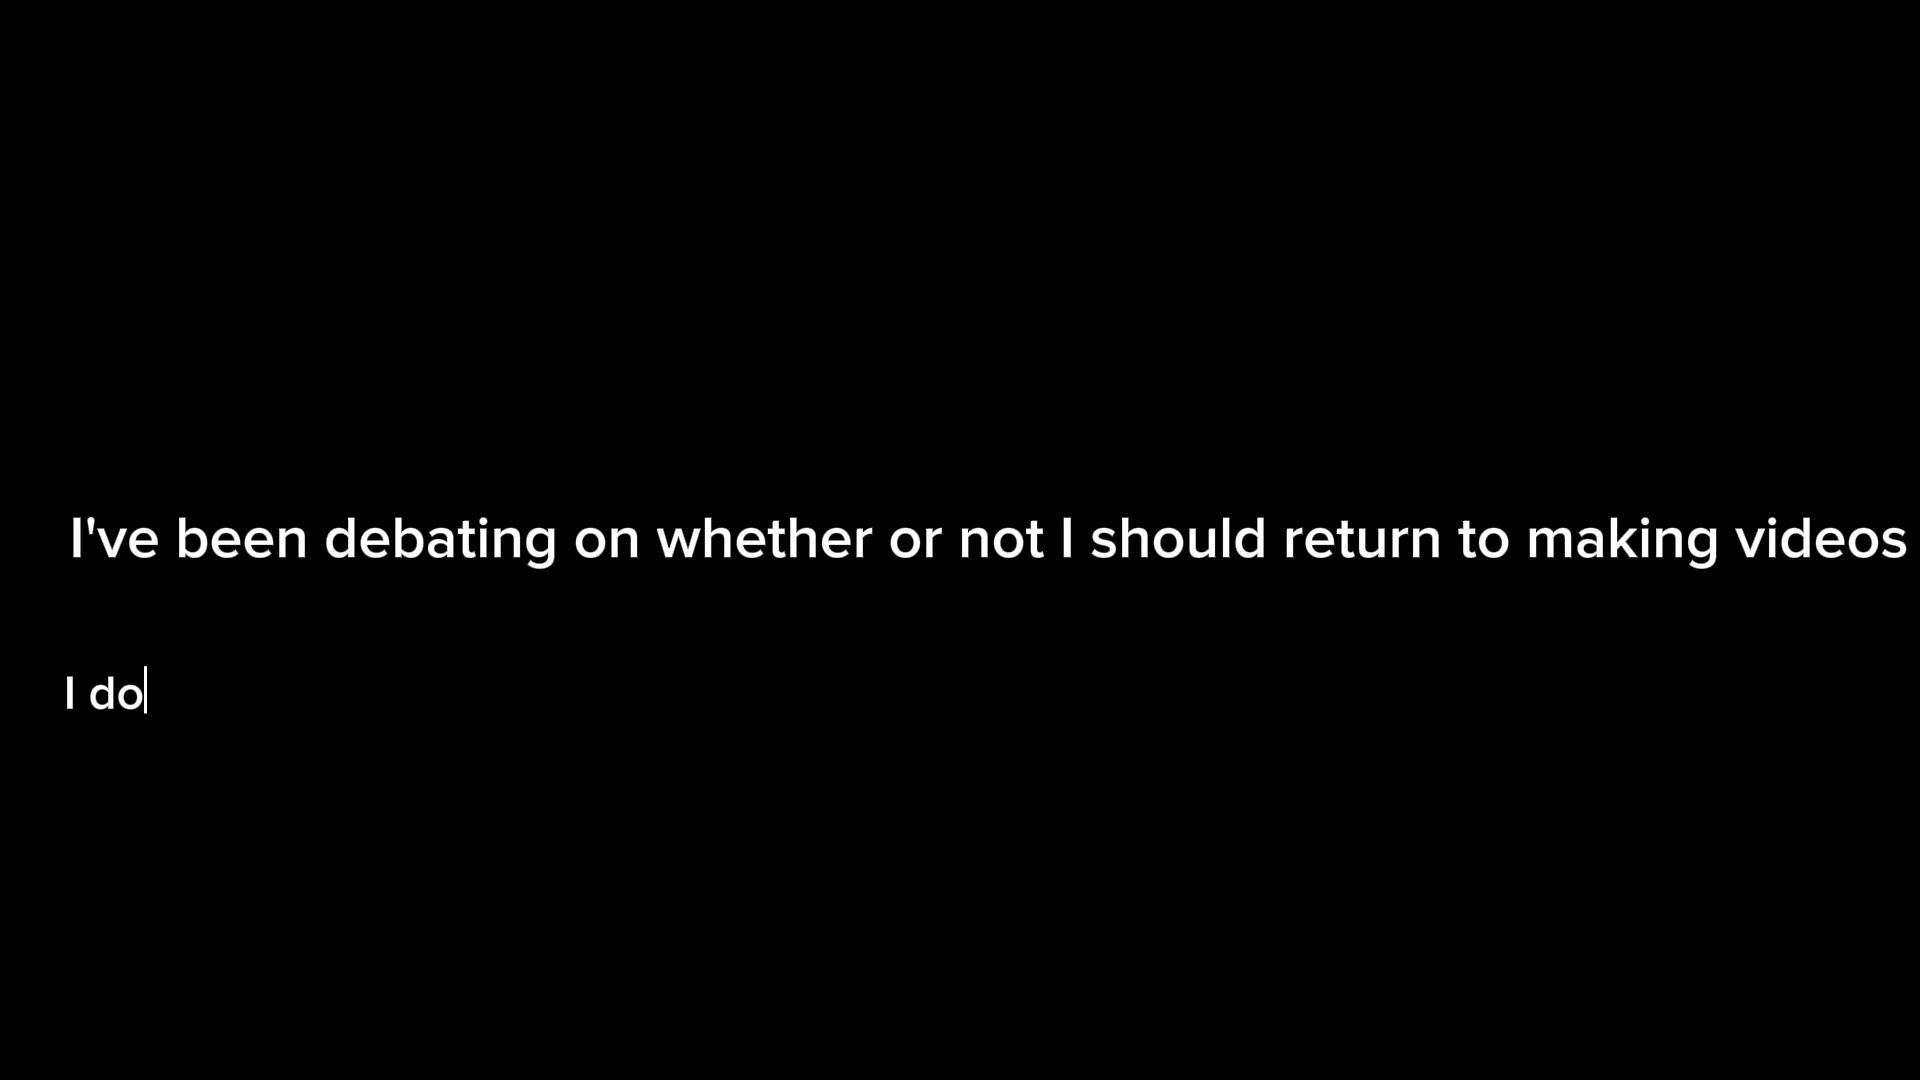 I've been debating on whether or not I should return to making videos
I do